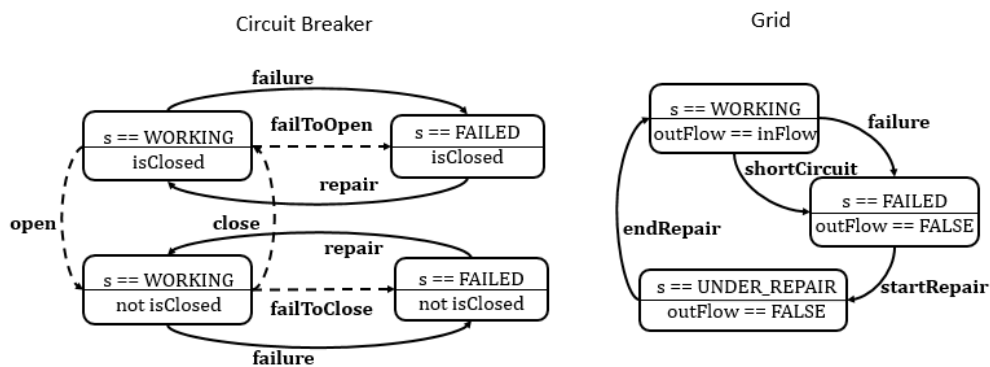 Circuit Breaker
failure
s == WORKING
isClosed
failToOpen
s == FAILED
isClosed
repair
open
close
repair
s == WORKING
not isClosed
failToClose
s == FAILED
not isClosed
failure
Grid
s == WORKING
outFlow == inFlow
failure
shortCircuit
s == FAILED
outFlow == FALSE
endRepair
startRepair
s == UNDER_REPAIR
outFlow == FALSE